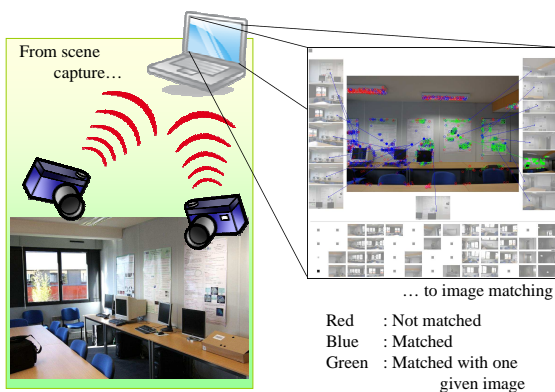 From scene
capture…
… to image matching
Red : Not matched
Blue : Matched
Green : Matched with one
given image